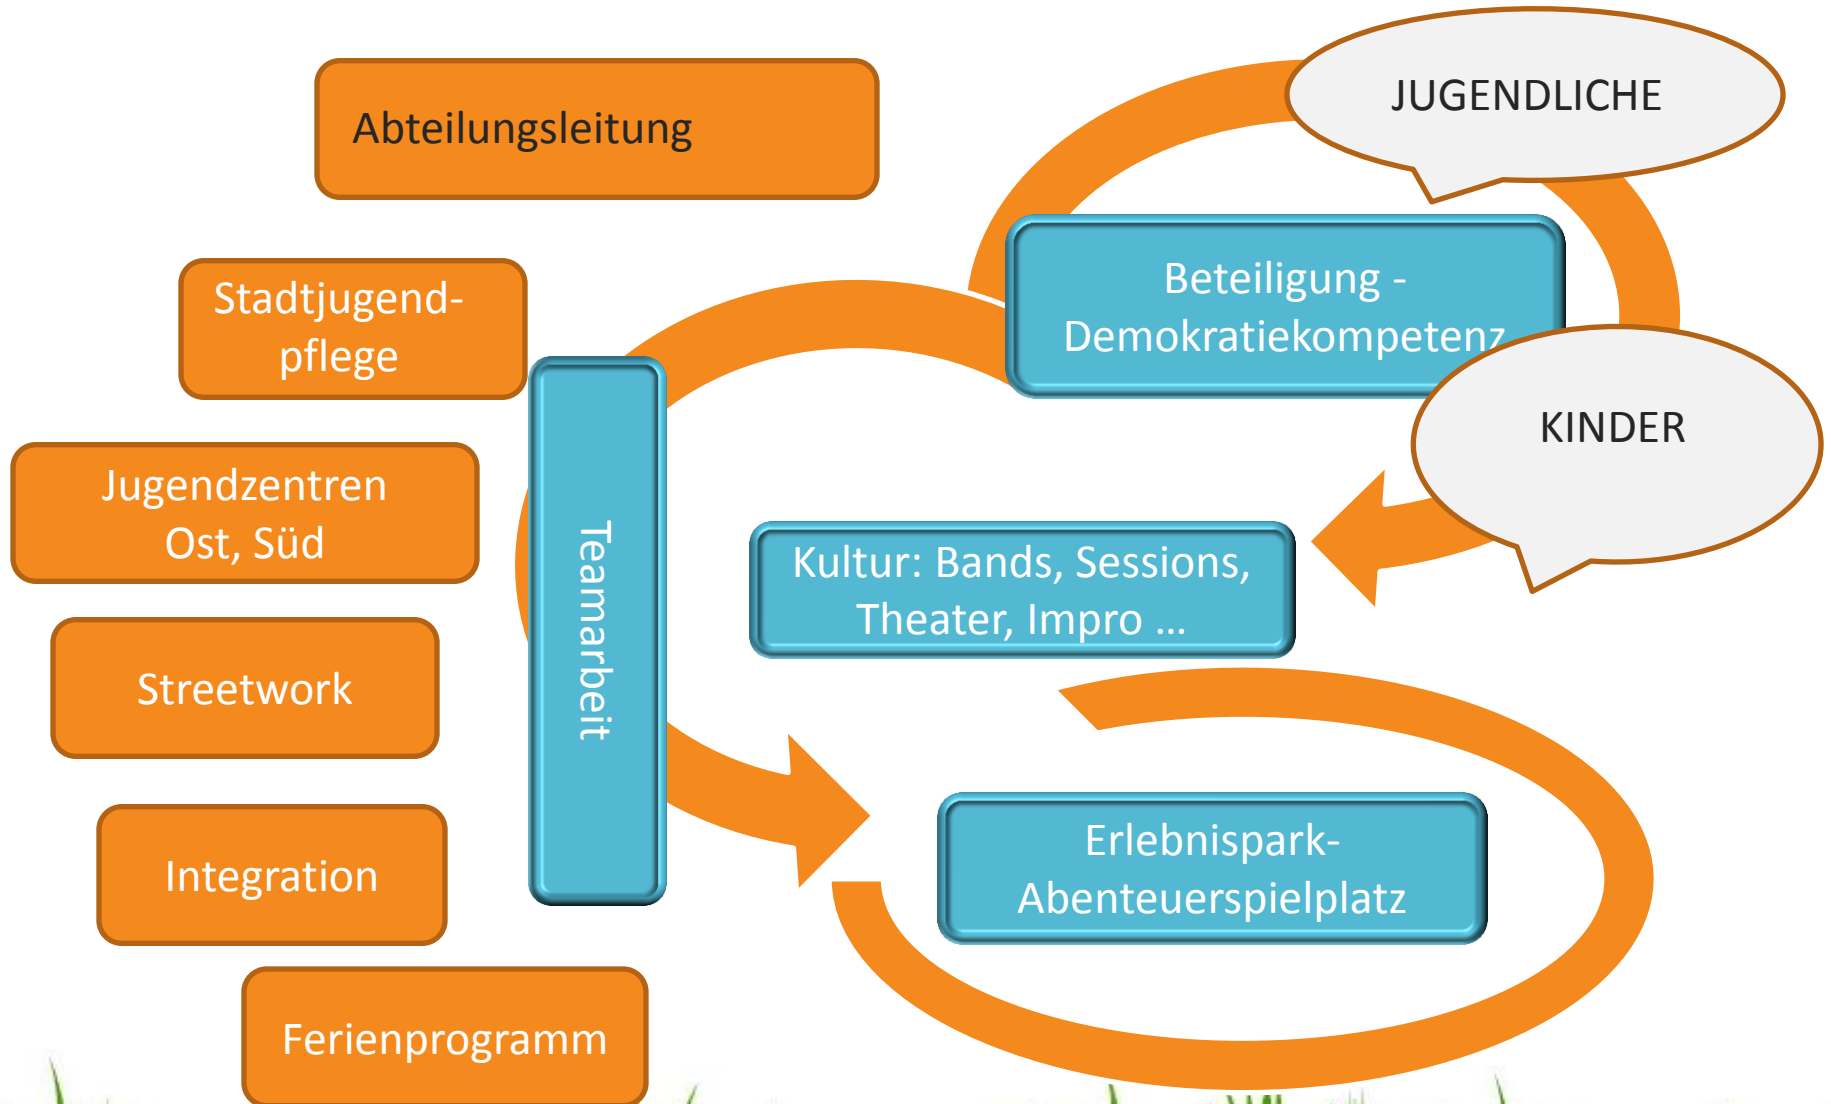 Abteilungsleitung
JUGENDLICHE
Stadtjugend-
pflege
Beteiligung -
Demokratiekompetenz
KINDER
Jugendzentren
Ost, Süd
Teamarbeit
Kultur: Bands, Sessions,
Theater, Impro ...
Streetwork
Erlebnispark-
Abenteuerspielplatz
Integration
Ferienprogramm